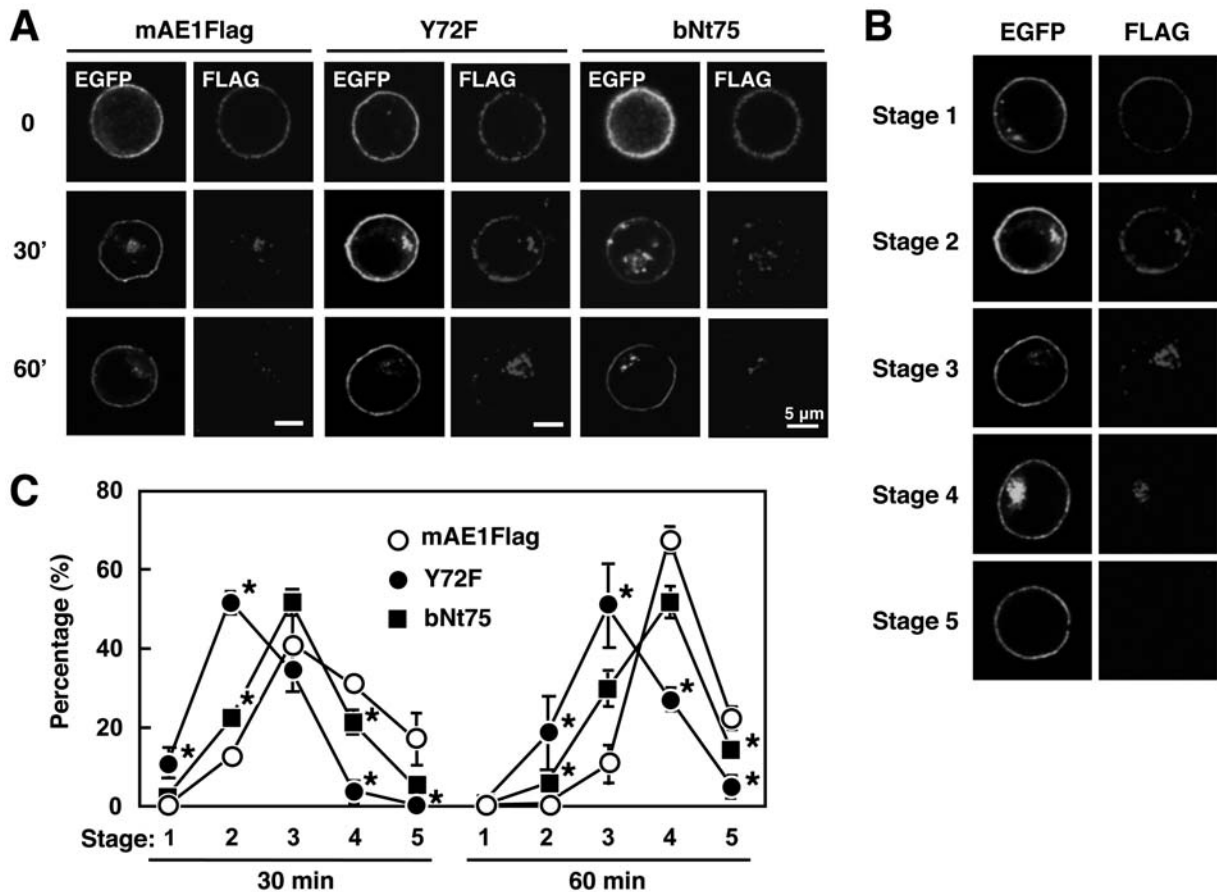 A
mAE1Flag Y72F bNt75
EGFP FLAG EGFP FLAG EGFP FLAG
0
30'
60'
5 µm
B
EGFP FLAG
Stage 1
Stage 2
Stage 3
Stage 4
Stage 5
C
80
60
40
20
0
Percentage (%)
mAE1Flag
Y72F
bNt75
* * * * * * * * * * *
Stage: 1 2 3 4 5 1 2 3 4 5
30 min 60 min